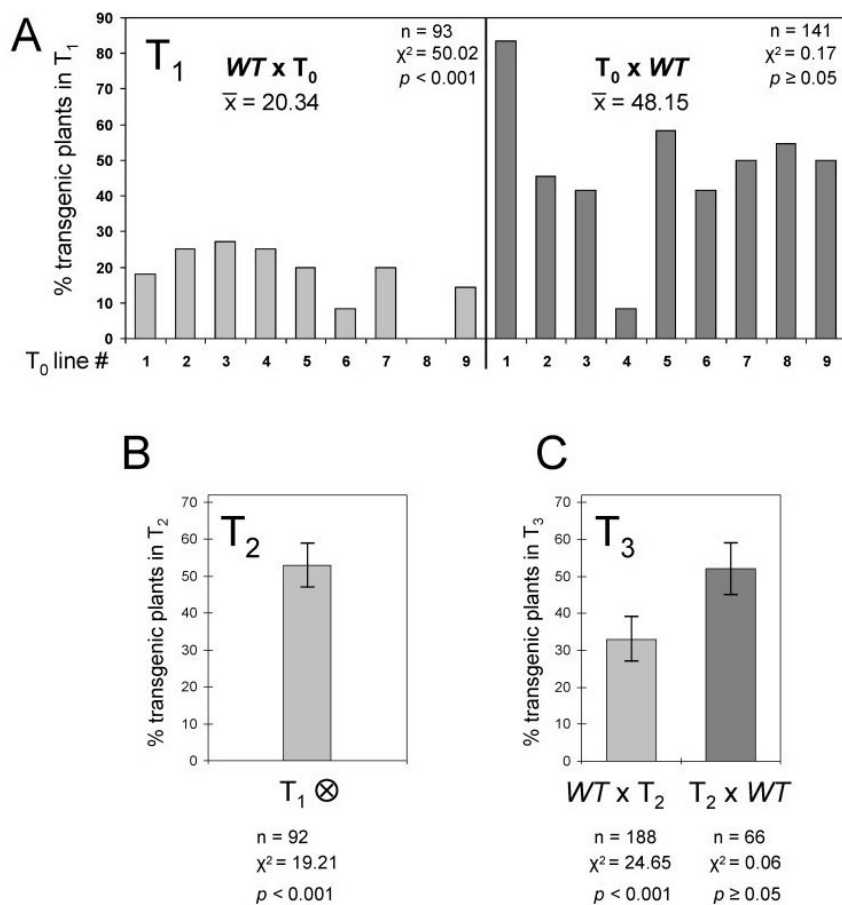 A
% transgenic plants in T₁
90
80
70
60
50
40
30
20
10
0
T₁
WT x T₀
x̅ = 20.34
n = 93
χ² = 50.02
p < 0.001
T₀ x WT
x̅ = 48.15
n = 141
χ² = 0.17
p ≥ 0.05
T₀ line # 1 2 3 4 5 6 7 8 9 1 2 3 4 5 6 7 8 9
B
% transgenic plants in T₂
70
60
50
40
30
20
10
0
T₂
T₁ ⊗
n = 92
χ² = 19.21
p < 0.001
C
% transgenic plants in T₃
70
60
50
40
30
20
10
0
T₃
WT x T₂ T₂ x WT
n = 188 n = 66
χ² = 24.65 χ² = 0.06
p < 0.001 p ≥ 0.05